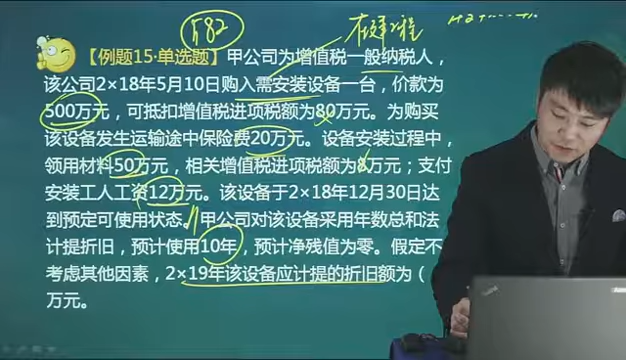 582
在建工程
【例题15·单选题】甲公司为增值税一般纳税人，
该公司2×18年5月10日购入需安装设备一台，价款为
500万元，可抵扣增值税进项税额为80万元。为购买
该设备发生运输途中保险费20万元。设备安装过程中，
领用材料50万元，相关增值税进项税额为8万元；支付
安装工人工资12万元。该设备于2×18年12月30日达
到预定可使用状态。甲公司对该设备采用年数总和法
计提折旧，预计使用10年，预计净残值为零。假定不
考虑其他因素，2×19年该设备应计提的折旧额为（
万元。
ThinkPad